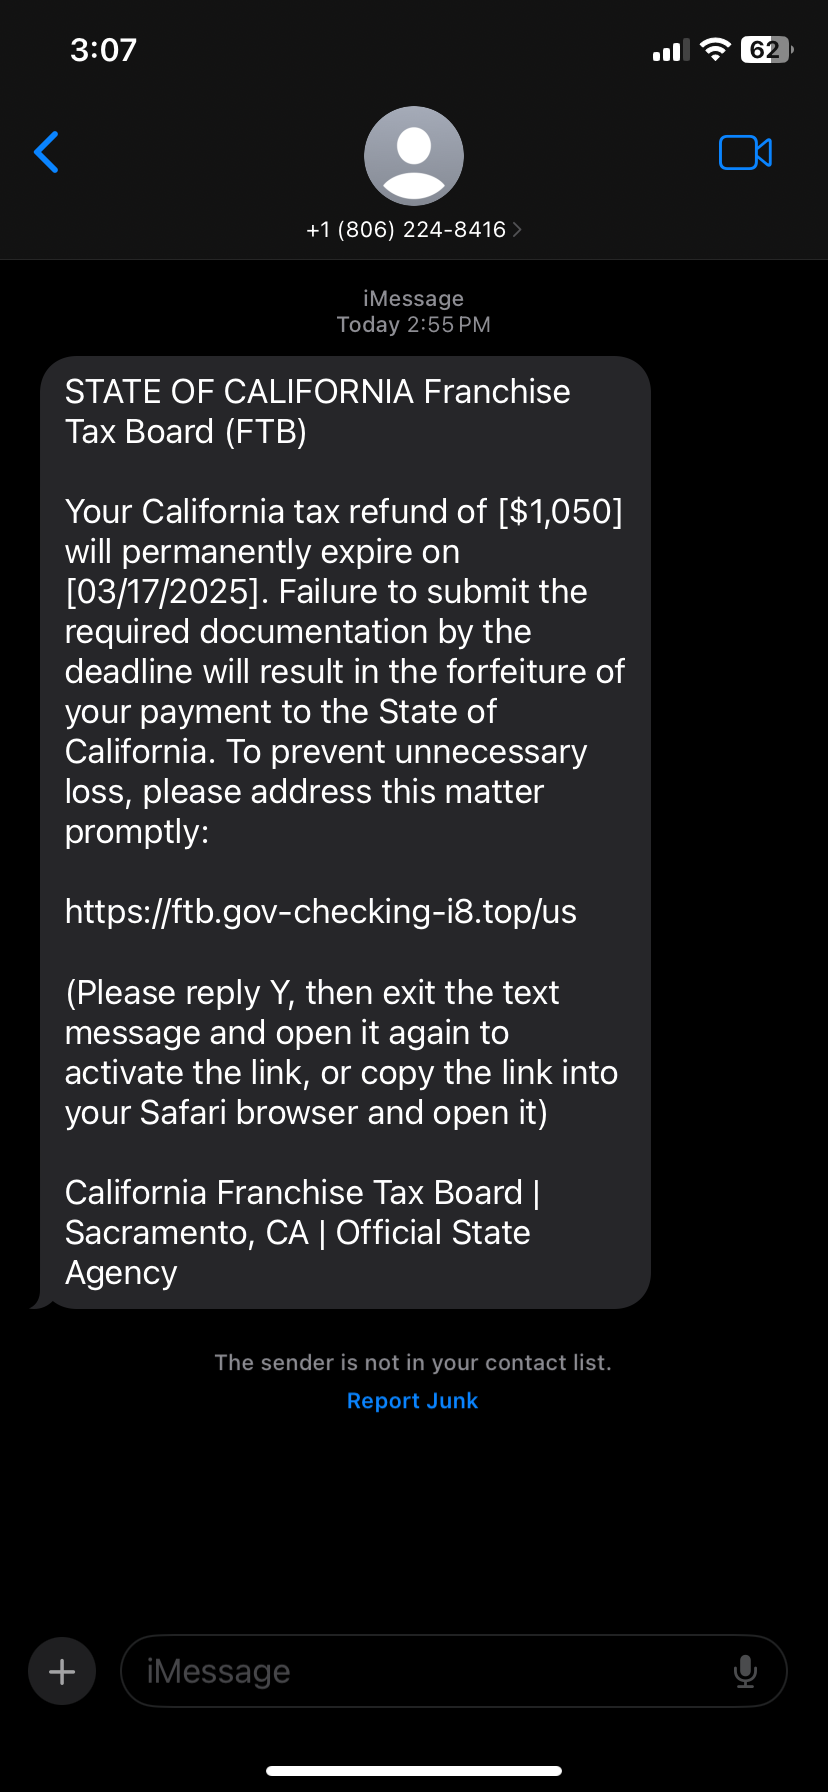 3:07
62
+1 (806) 224-8416
iMessage
Today 2:55 PM
STATE OF CALIFORNIA Franchise
Tax Board (FTB)
Your California tax refund of [$1,050]
will permanently expire on
[03/17/2025]. Failure to submit the
required documentation by the
deadline will result in the forfeiture of
your payment to the State of
California. To prevent unnecessary
loss, please address this matter
promptly:
https://ftb.gov-checking-i8.top/us
(Please reply Y, then exit the text
message and open it again to
activate the link, or copy the link into
your Safari browser and open it)
California Franchise Tax Board |
Sacramento, CA | Official State
Agency
The sender is not in your contact list.
Report Junk
iMessage